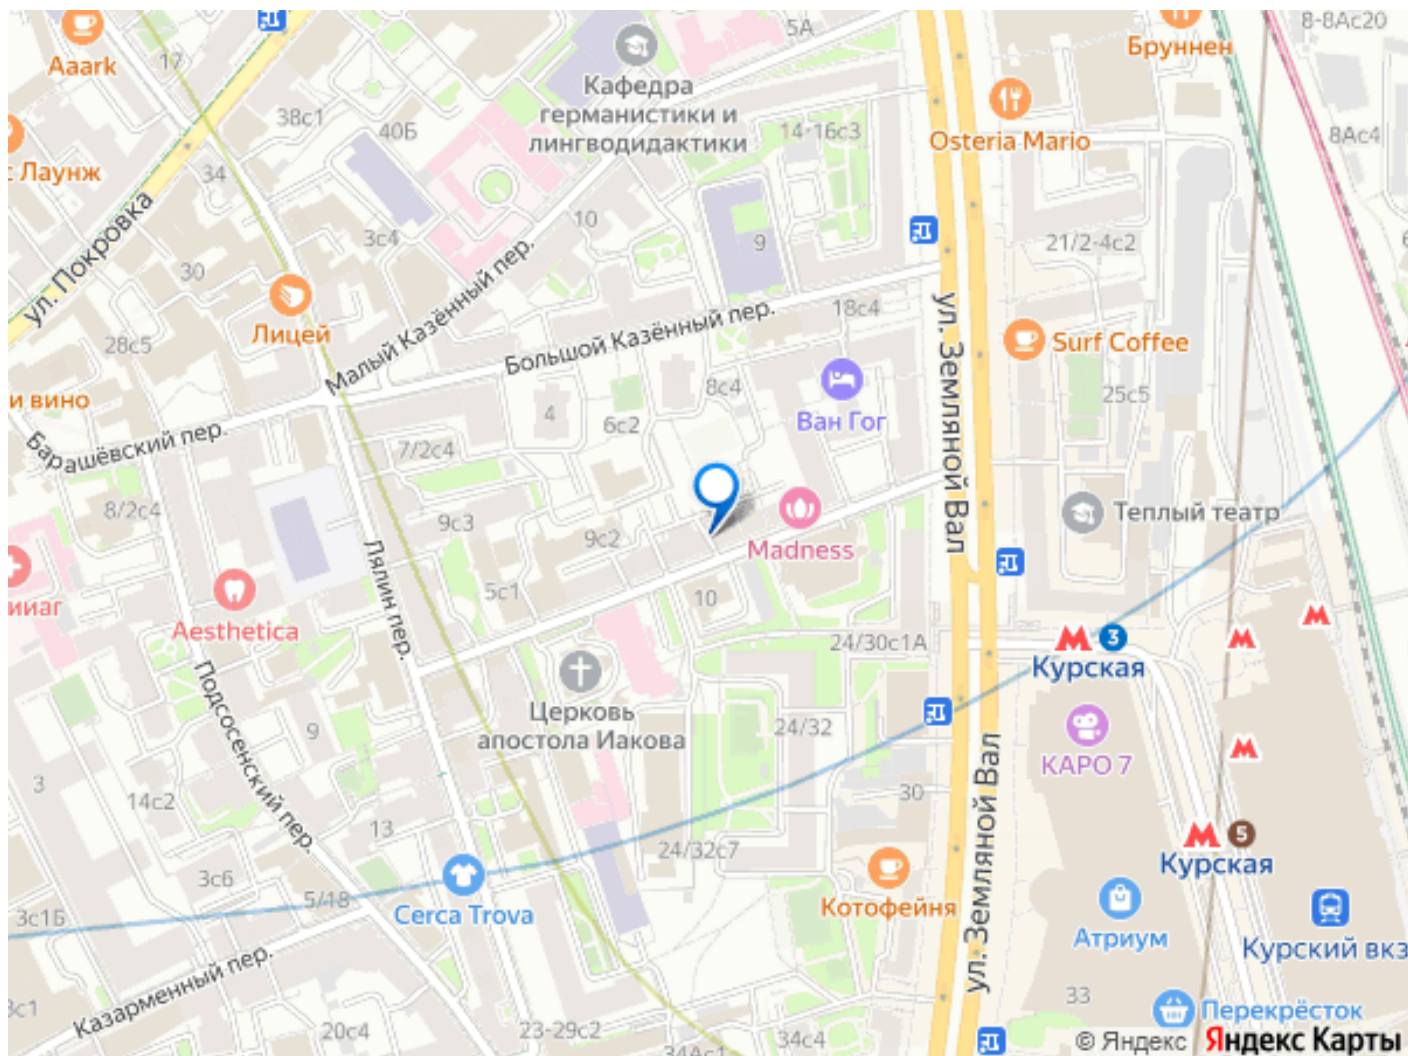 8-8Ас20
5А
Бруннен
Aaark
17
Кафедра
германистики и
лингводидактики
38с1
40Б
14-16с3
Osteria Mario
8Ас4
с Лаунж
34
ул. Покровка
10
3с4
9
21/2-4с2
30
Малый Казённый пер.
Лицей
28с5
Большой Казённый пер.
18с4
ул. Земляной Вал
Surf Coffee
и вино
8с4
25с5
4
6с2
Ван Гог
Барашёвский пер.
7/2с4
8/2с4
9с3
9с2
Теплый театр
Madness
Лялин пер.
5с1
10
ииаг
Aesthetica
24/30с1А
3
Курская
Подсосенский пер.
Церковь
апостола Иакова
9
24/32
КАРО 7
ул. Земляной Вал
3
14с2
30
13
24/32с7
5
Курская
3с6
5/18
Cerca Trova
Котофейня
3с1Б
Атриум
Курский вкз
Казарменный пер.
33
3с1
20с4
23-29с2
34с4
34Ас1
Перекрёсток
© Яндекс Яндекс Карты